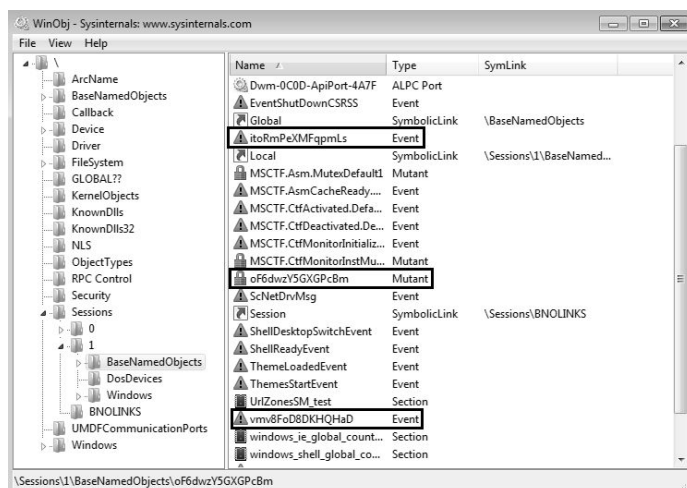 WinObj - Sysinternals: www.sysinternals.com
File View Help
\
ArcName
BaseNamedObjects
Callback
Device
Driver
FileSystem
GLOBAL??
KernelObjects
KnownDlls
KnownDlls32
NLS
ObjectTypes
RPC Control
Security
Sessions
0
1
BaseNamedObjects
DosDevices
Windows
BNOLINKS
UMDFCommunicationPorts
Windows
Name Type SymLink
Dwm-0C0D-ApiPort-4A7F ALPC Port
EventShutDownCSRSS Event
Global SymbolicLink \BaseNamedObjects
itoRmPeXMFqpmLs Event
Local SymbolicLink \Sessions\1\BaseNamed...
MSCTF.Asm.MutexDefault1 Mutant
MSCTF.AsmCacheReady.... Event
MSCTF.CtfActivated.Defa... Event
MSCTF.CtfDeactivated.De... Event
MSCTF.CtfMonitorInitializ... Event
MSCTF.CtfMonitorInstMu... Mutant
oF6dwzY5GXGPcBm Mutant
ScNetDrvMsg Event
Session SymbolicLink \Sessions\BNOLINKS
ShellDesktopSwitchEvent Event
ShellReadyEvent Event
ThemeLoadedEvent Event
ThemesStartEvent Event
UrlZonesSM_test Section
vmv8FoD8DKHQHaD Event
windows_ie_global_count... Section
windows_shell_global_co... Section
\Sessions\1\BaseNamedObjects\oF6dwzY5GXGPcBm